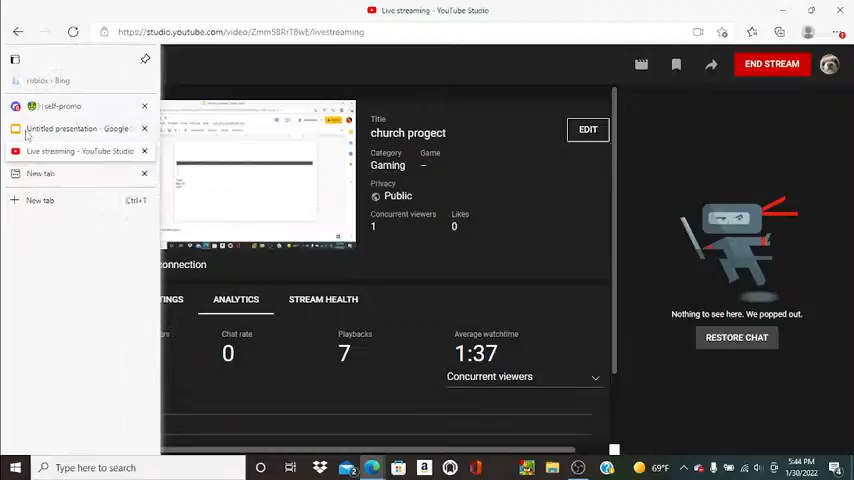 Live streaming - YouTube Studio
https://studio.youtube.com/video/Zmm58RrTBwE/livestreaming
roblox - Bing
|self-promo
Untitled presentation - Google
Live streaming - YouTube Studio
New tab
New tab
Ctrl+T
END STREAM
Title
church progect
EDIT
Category
Game
Gaming
–
Privacy
Public
Concurrent viewers
Likes
1
0
connection
TINGS
ANALYTICS
STREAM HEALTH
ers
Chat rate
Playbacks
Average watchtime
0
7
1:37
Concurrent viewers
Nothing to see here. We popped out.
RESTORE CHAT
Type here to search
69°F
5:44 PM
1/30/2022